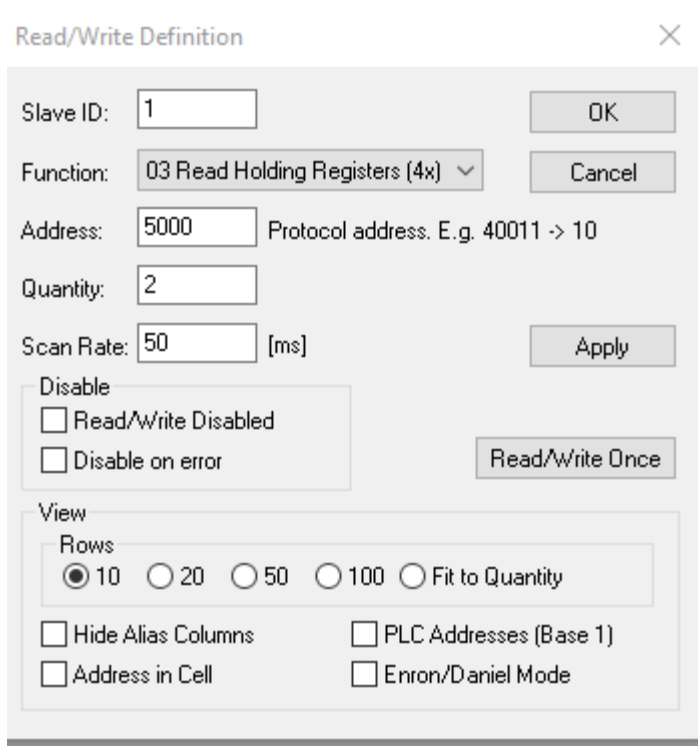 Read/Write Definition
Slave ID: 1 OK
Function: 03 Read Holding Registers (4x) Cancel
Address: 5000 Protocol address. E.g. 40011 -> 10
Quantity: 2
Scan Rate: 50 [ms] Apply
Disable
Read/Write Disabled
Disable on error
Read/Write Once
View
Rows
10 20 50 100 Fit to Quantity
Hide Alias Columns PLC Addresses (Base 1)
Address in Cell Enron/Daniel Mode